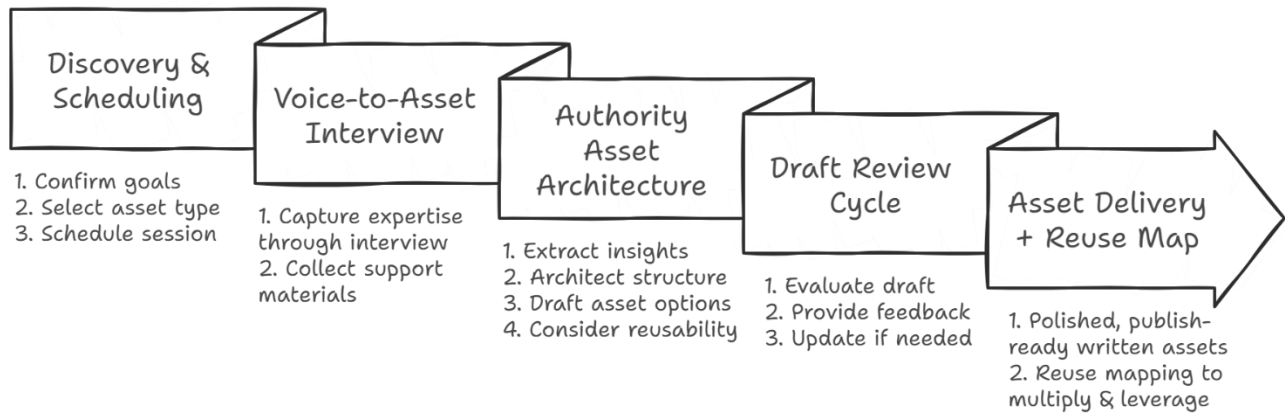 Discovery &
Scheduling
1. Confirm goals
2. Select asset type
3. Schedule session
Voice-to-Asset
Interview
1. Capture expertise
through interview
2. Collect support
materials
Authority
Asset
Architecture
1. Extract insights
2. Architect structure
3. Draft asset options
4. Consider reusability
Draft Review
Cycle
1. Evaluate draft
2. Provide feedback
3. Update if needed
Asset Delivery
+ Reuse Map
1. Polished, publish-
ready written assets
2. Reuse mapping to
multiply & leverage